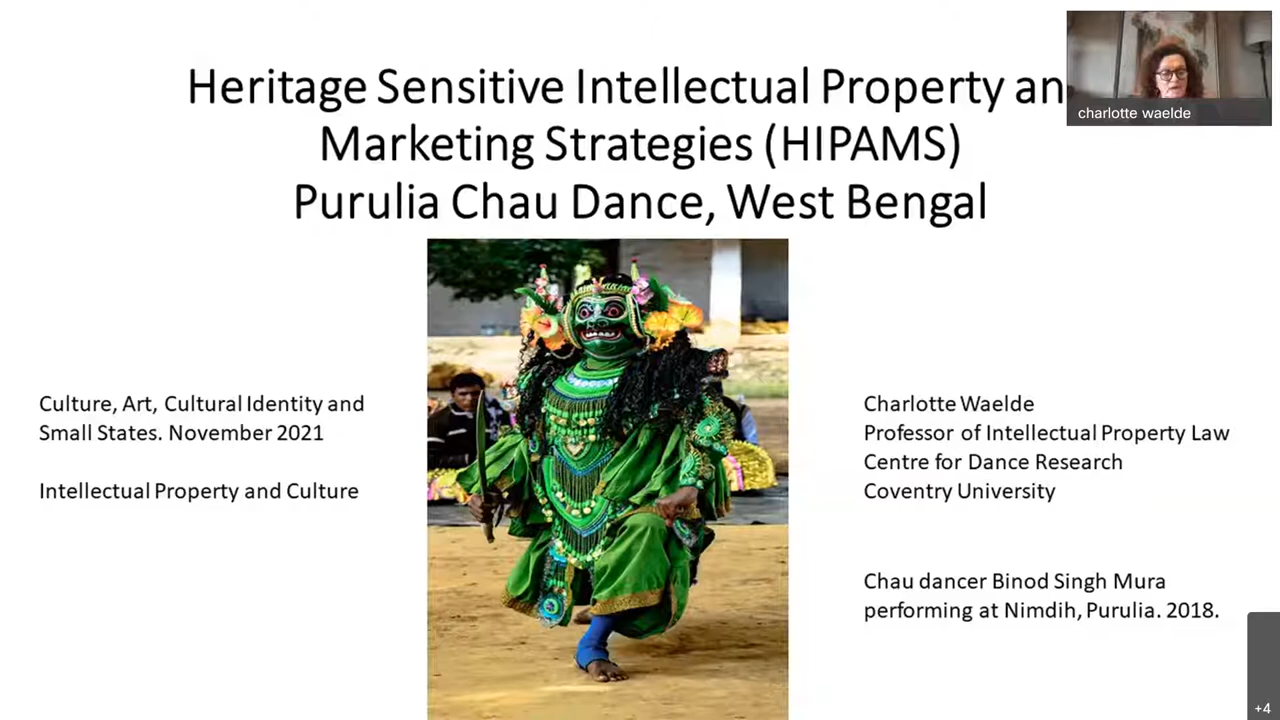 Heritage Sensitive Intellectual Property an
Marketing Strategies (HIPAMS)
Purulia Chau Dance, West Bengal
charlotte waelde
Culture, Art, Cultural Identity and
Small States. November 2021
Intellectual Property and Culture
Charlotte Waelde
Professor of Intellectual Property Law
Centre for Dance Research
Coventry University
Chau dancer Binod Singh Mura
performing at Nimdih, Purulia. 2018.
+4